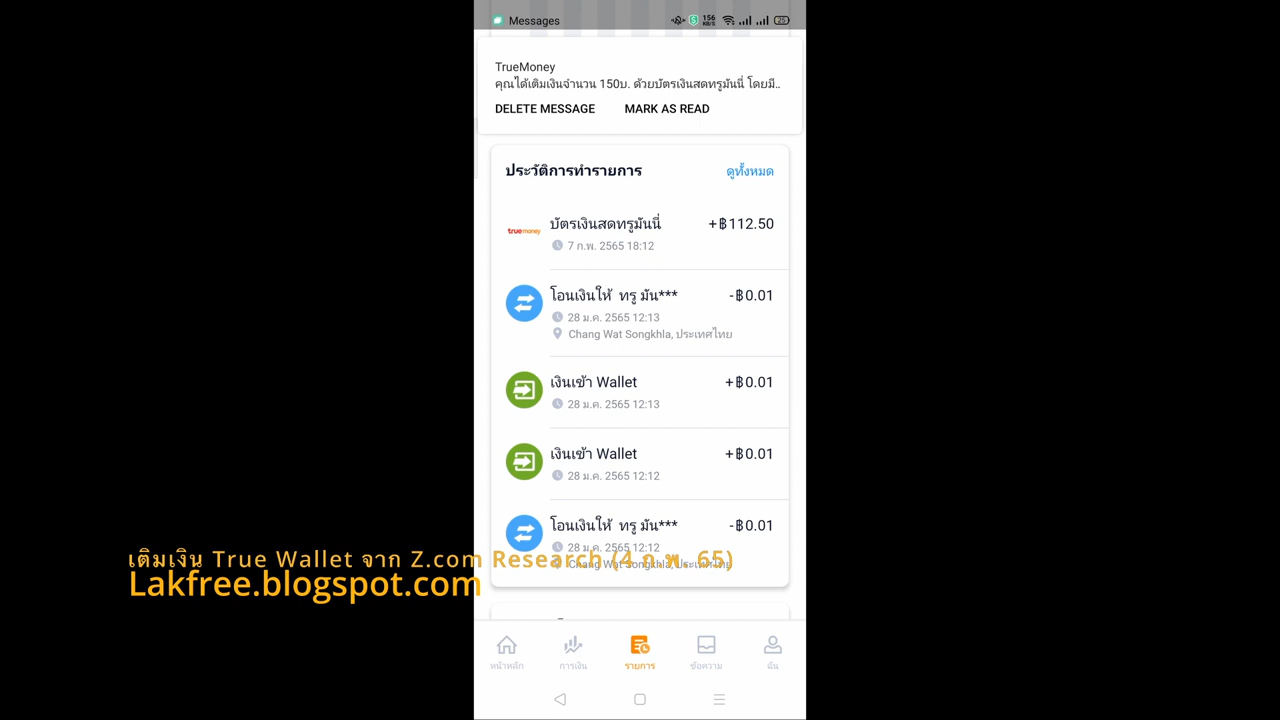 Messages
156 KB/S
25
TrueMoney
คุณได้เติมเงินจำนวน 150บ. ด้วยบัตรเงินสดทรูมันนี่ โดยมี..
DELETE MESSAGE MARK AS READ
ประวัติการทำรายการ ดูทั้งหมด
truemoney
บัตรเงินสดทรูมันนี่ +฿112.50
7 ก.พ. 2565 18:12
โอนเงินให้ ทรู มัน*** -฿0.01
28 ม.ค. 2565 12:13
Chang Wat Songkhla, ประเทศไทย
เงินเข้า Wallet +฿0.01
28 ม.ค. 2565 12:13
เงินเข้า Wallet +฿0.01
28 ม.ค. 2565 12:12
โอนเงินให้ ทรู มัน*** -฿0.01
28 ม.ค. 2565 12:12
Chang Wat Songkhla, ประเทศไทย
เติมเงิน True Wallet จาก Z.com Research (4 ก.พ. 65)
Lakfree.blogspot.com
หน้าหลัก การเงิน รายการ ข้อความ ฉัน